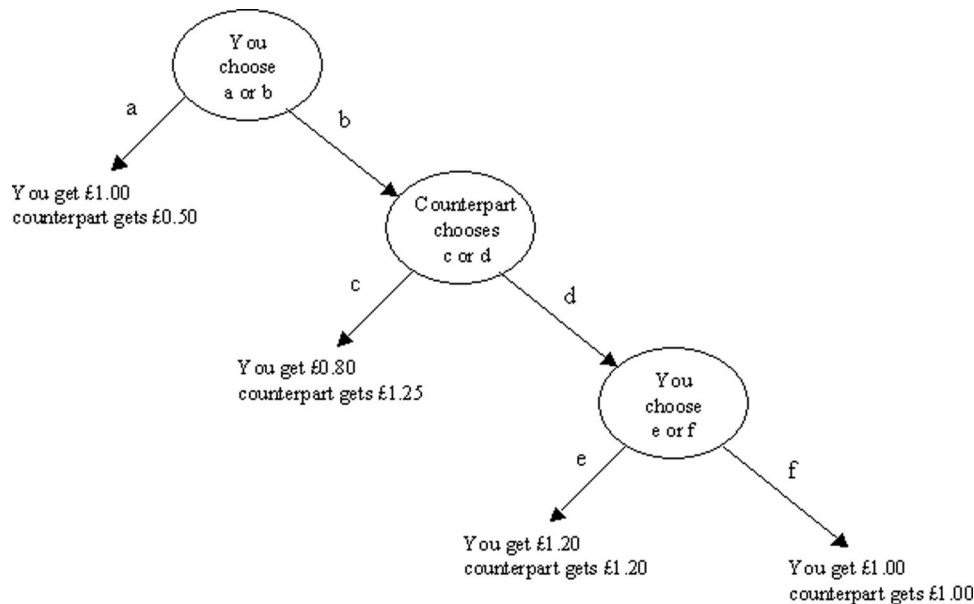 You
choose
a or b
a
b
You get £1.00
counterpart gets £0.50
Counterpart
chooses
c or d
c
d
You get £0.80
counterpart gets £1.25
You
choose
e or f
e
f
You get £1.20
counterpart gets £1.20
You get £1.00
counterpart gets £1.00